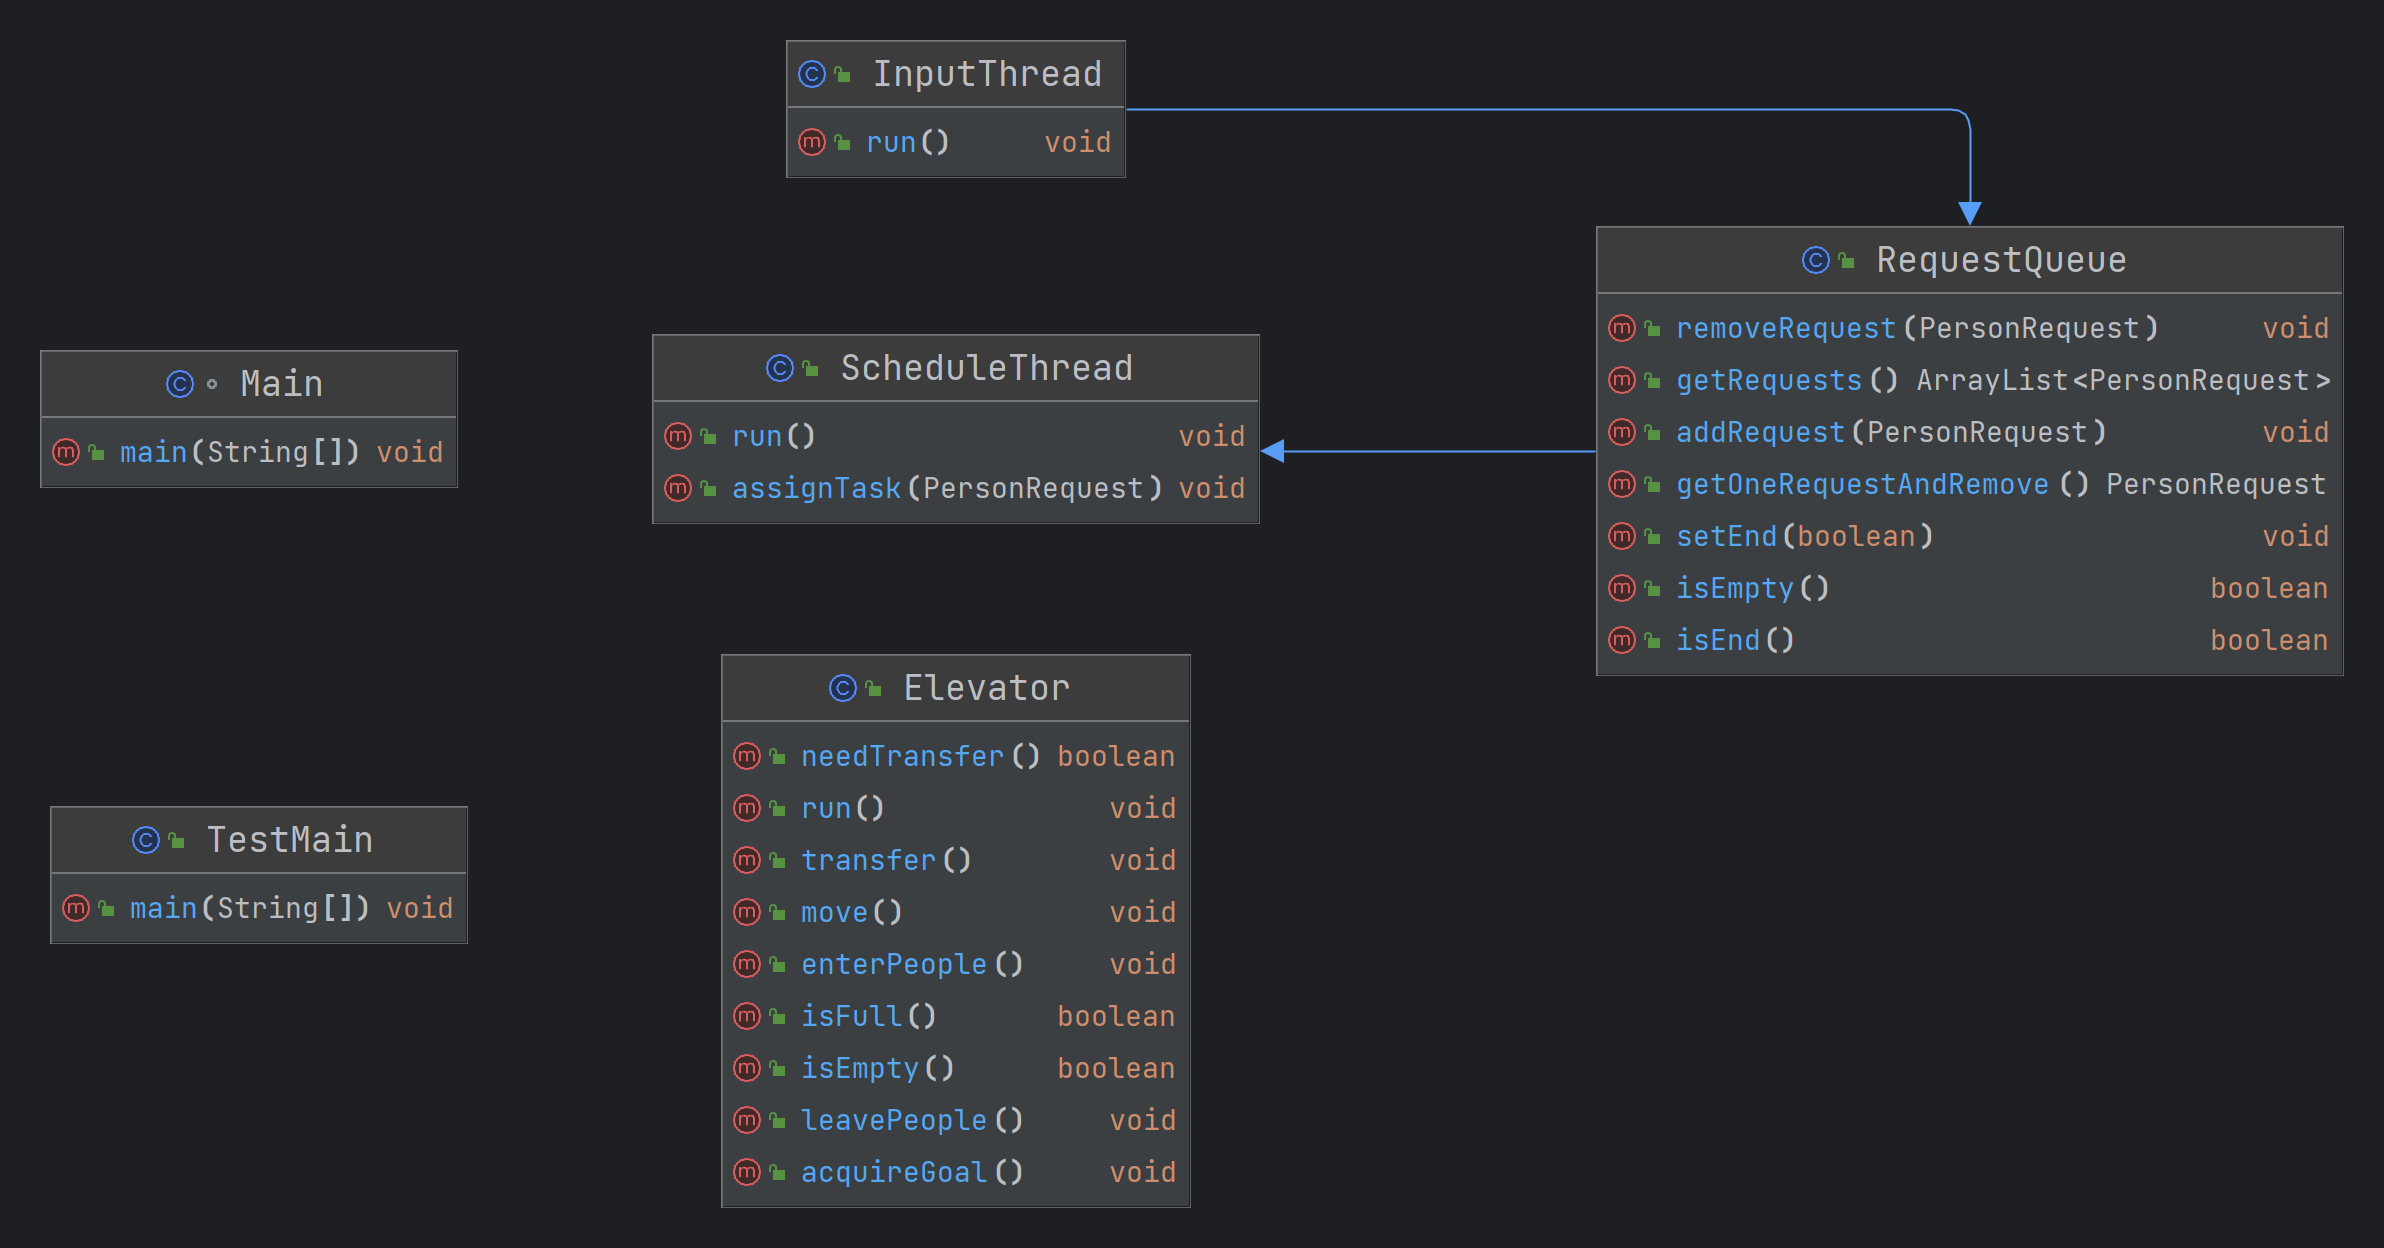 InputThread
run() void
RequestQueue
removeRequest(PersonRequest) void
getRequests() ArrayList<PersonRequest>
addRequest(PersonRequest) void
getOneRequestAndRemove() PersonRequest
setEnd(boolean) void
isEmpty() boolean
isEnd() boolean
Main
main(String[]) void
ScheduleThread
run() void
assignTask(PersonRequest) void
Elevator
needTransfer() boolean
run() void
transfer() void
move() void
enterPeople() void
isFull() boolean
isEmpty() boolean
leavePeople() void
acquireGoal() void
TestMain
main(String[]) void